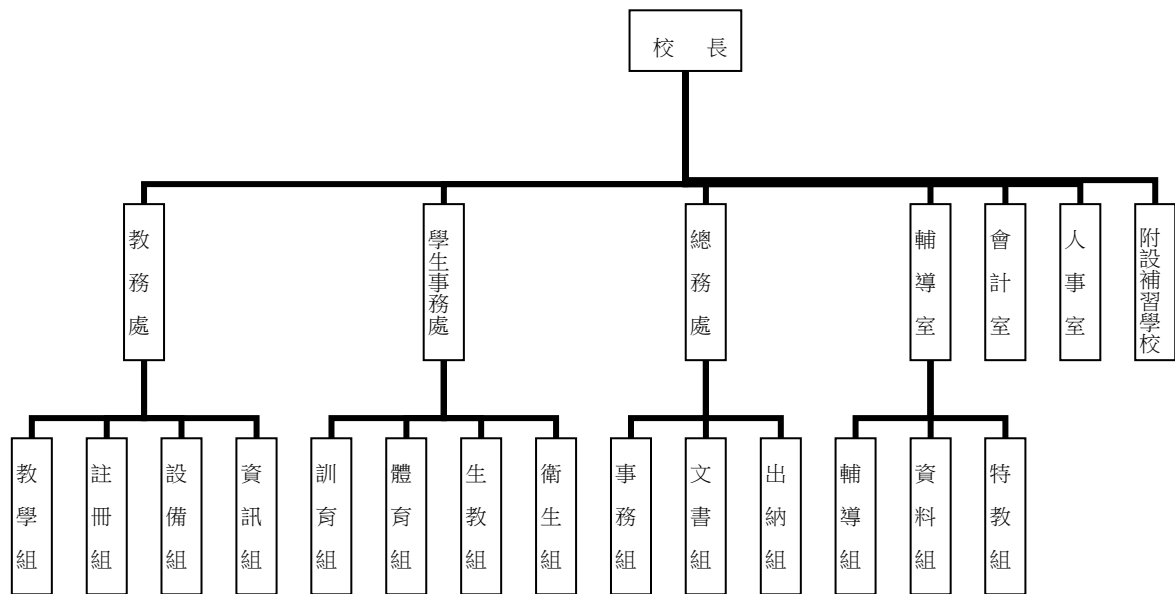 校 長
教務處
學生事務處
總務處
輔導室
會計室
人事室
附設補習學校
教學組
註冊組
設備組
資訊組
訓育組
體育組
生教組
衛生組
事務組
文書組
出納組
輔導組
資料組
特教組